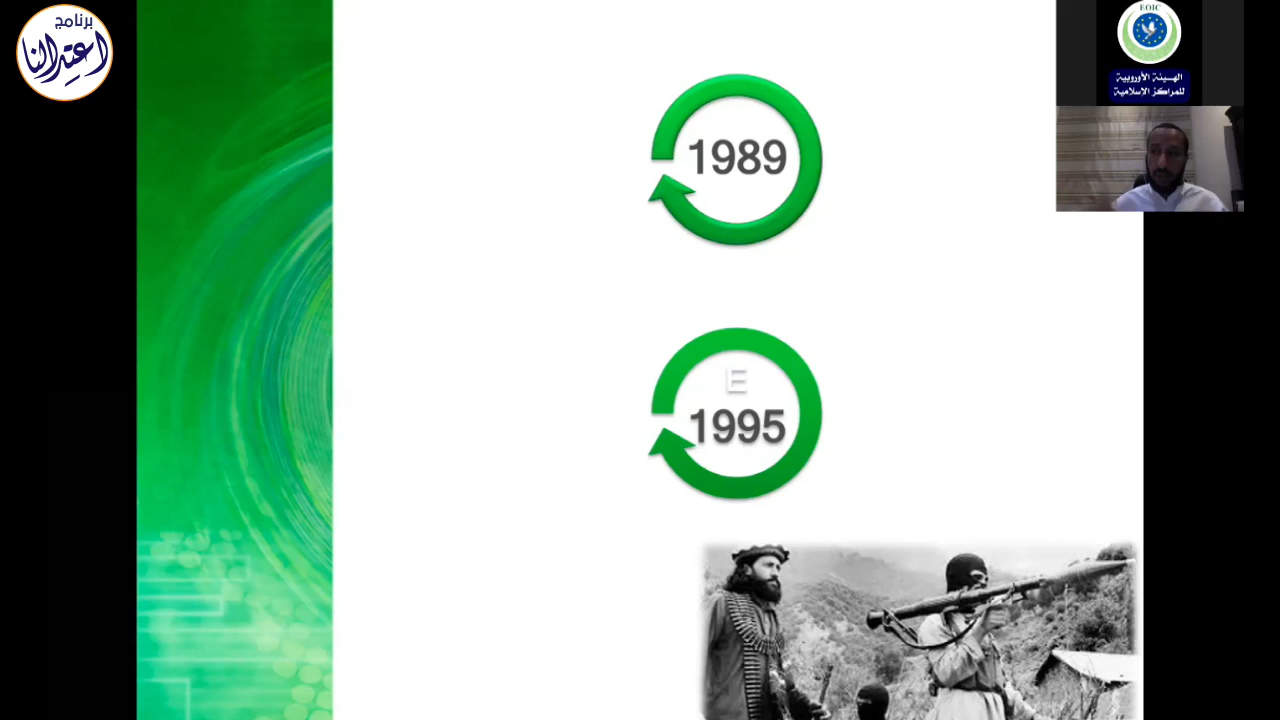 برنامج
اعتدالنا
EOIC
الهيئة الأوروبية
للمراكز الإسلامية
1989
E
1995